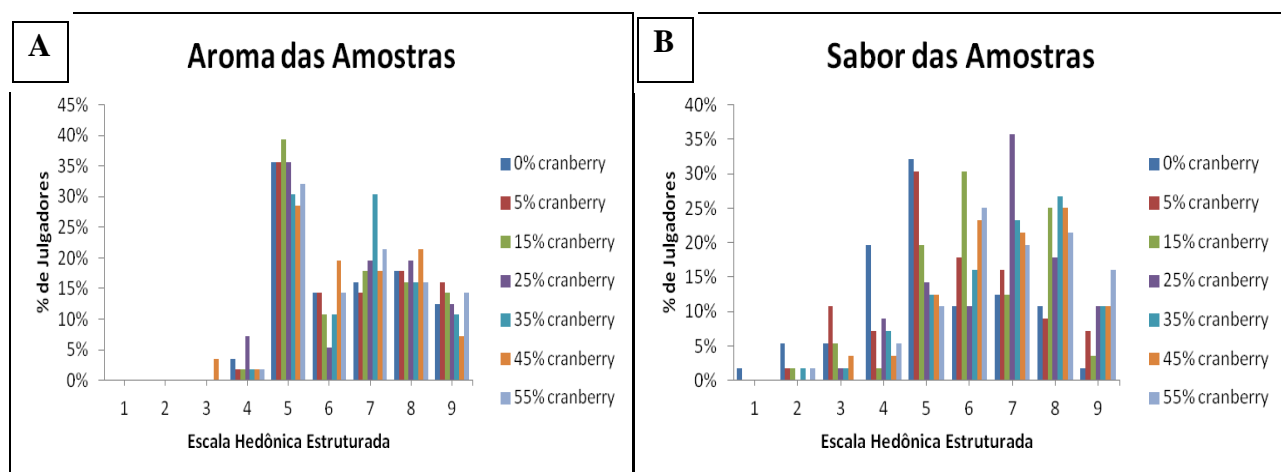 A
Aroma das Amostras
45%
40%
35%
30%
25%
20%
15%
10%
5%
0%
% de Julgadores
1 2 3 4 5 6 7 8 9
Escala Hedônica Estruturada
0% cranberry
5% cranberry
15% cranberry
25% cranberry
35% cranberry
45% cranberry
55% cranberry
B
Sabor das Amostras
40%
35%
30%
25%
20%
15%
10%
5%
0%
% de Julgadores
1 2 3 4 5 6 7 8 9
Escala Hedônica Estruturada
0% cranberry
5% cranberry
15% cranberry
25% cranberry
35% cranberry
45% cranberry
55% cranberry